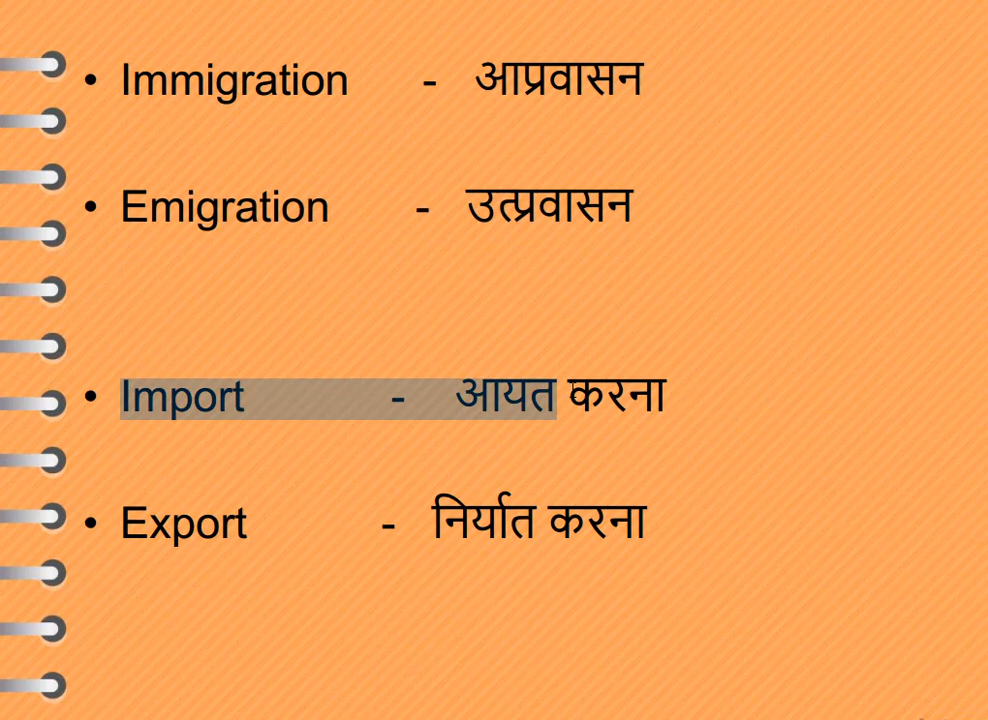 • Immigration - आप्रवासन
• Emigration - उत्प्रवासन
• Import - आयत करना
• Export - निर्यात करना